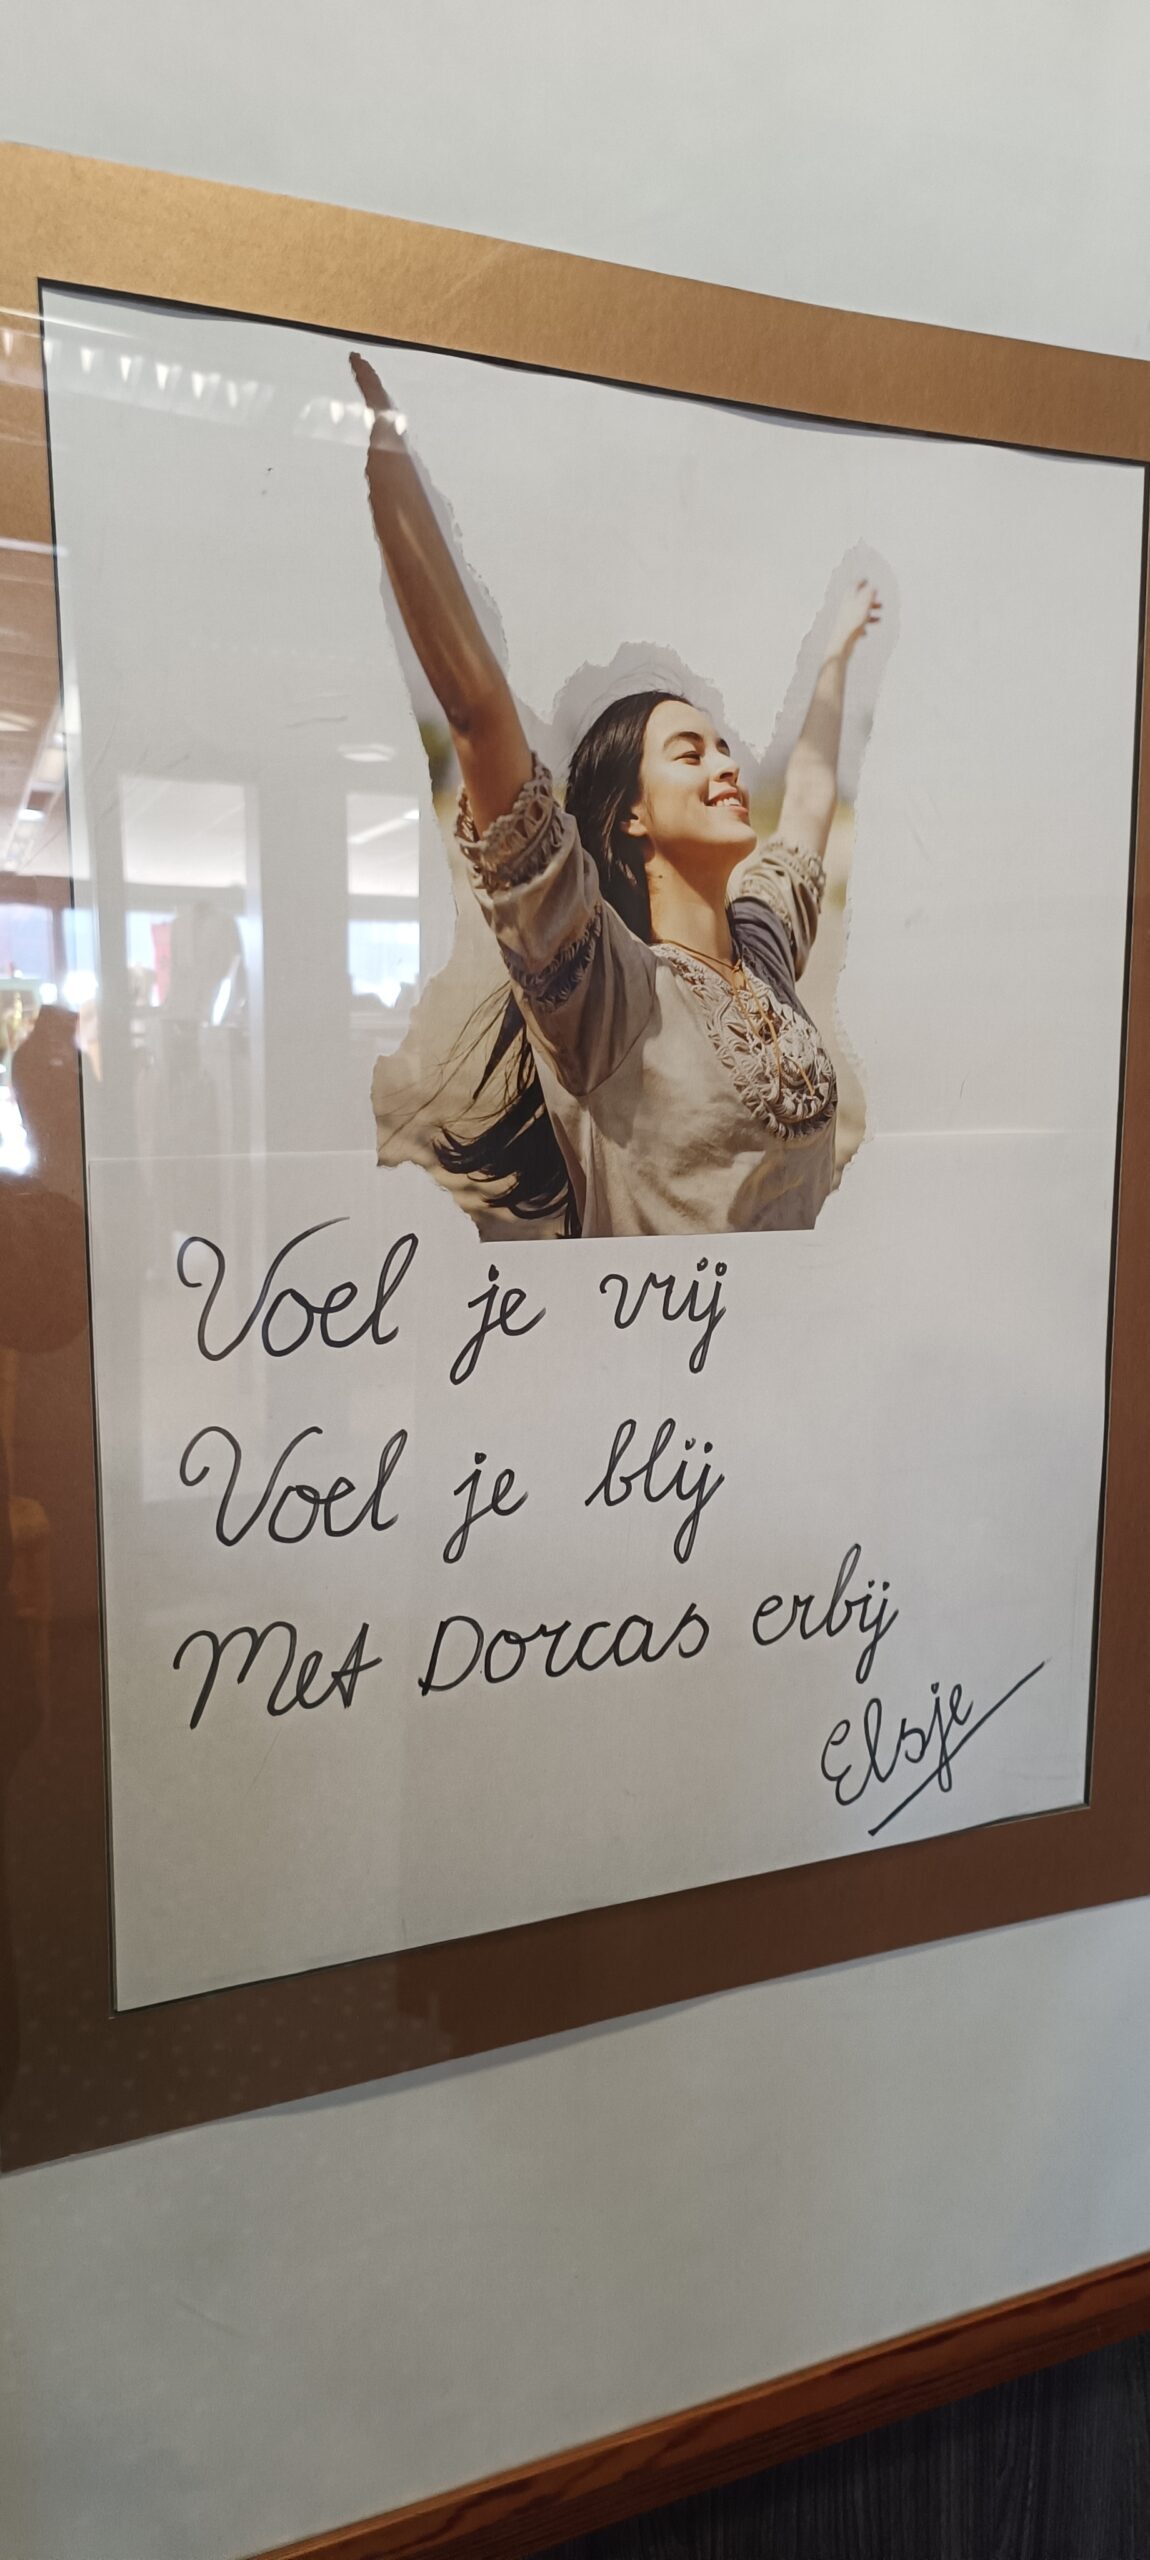 Voel je vrij
Voel je blij
Met Dorcas erbij
Elsje